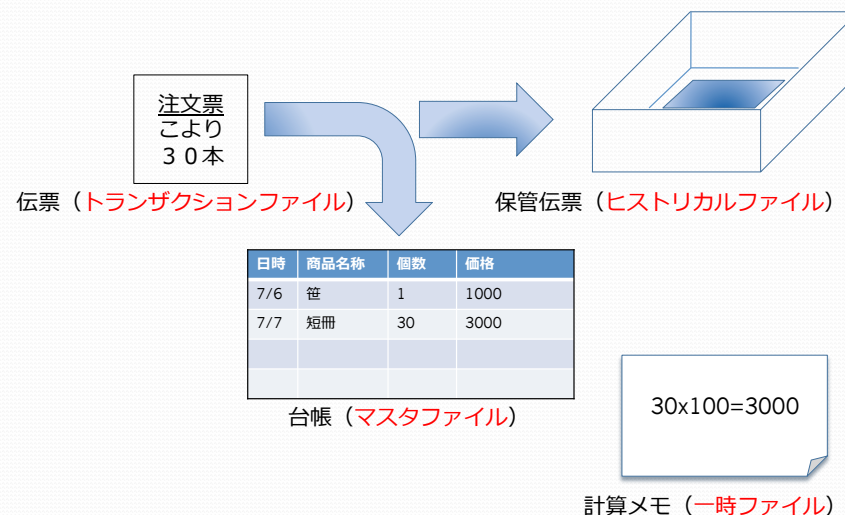 注文票
こより
３０本
伝票（トランザクションファイル）
保管伝票（ヒストリカルファイル）
日時 商品名称 個数 価格
7/6 笹 1 1000
7/7 短冊 30 3000
台帳（マスタファイル）
30x100=3000
計算メモ（一時ファイル）